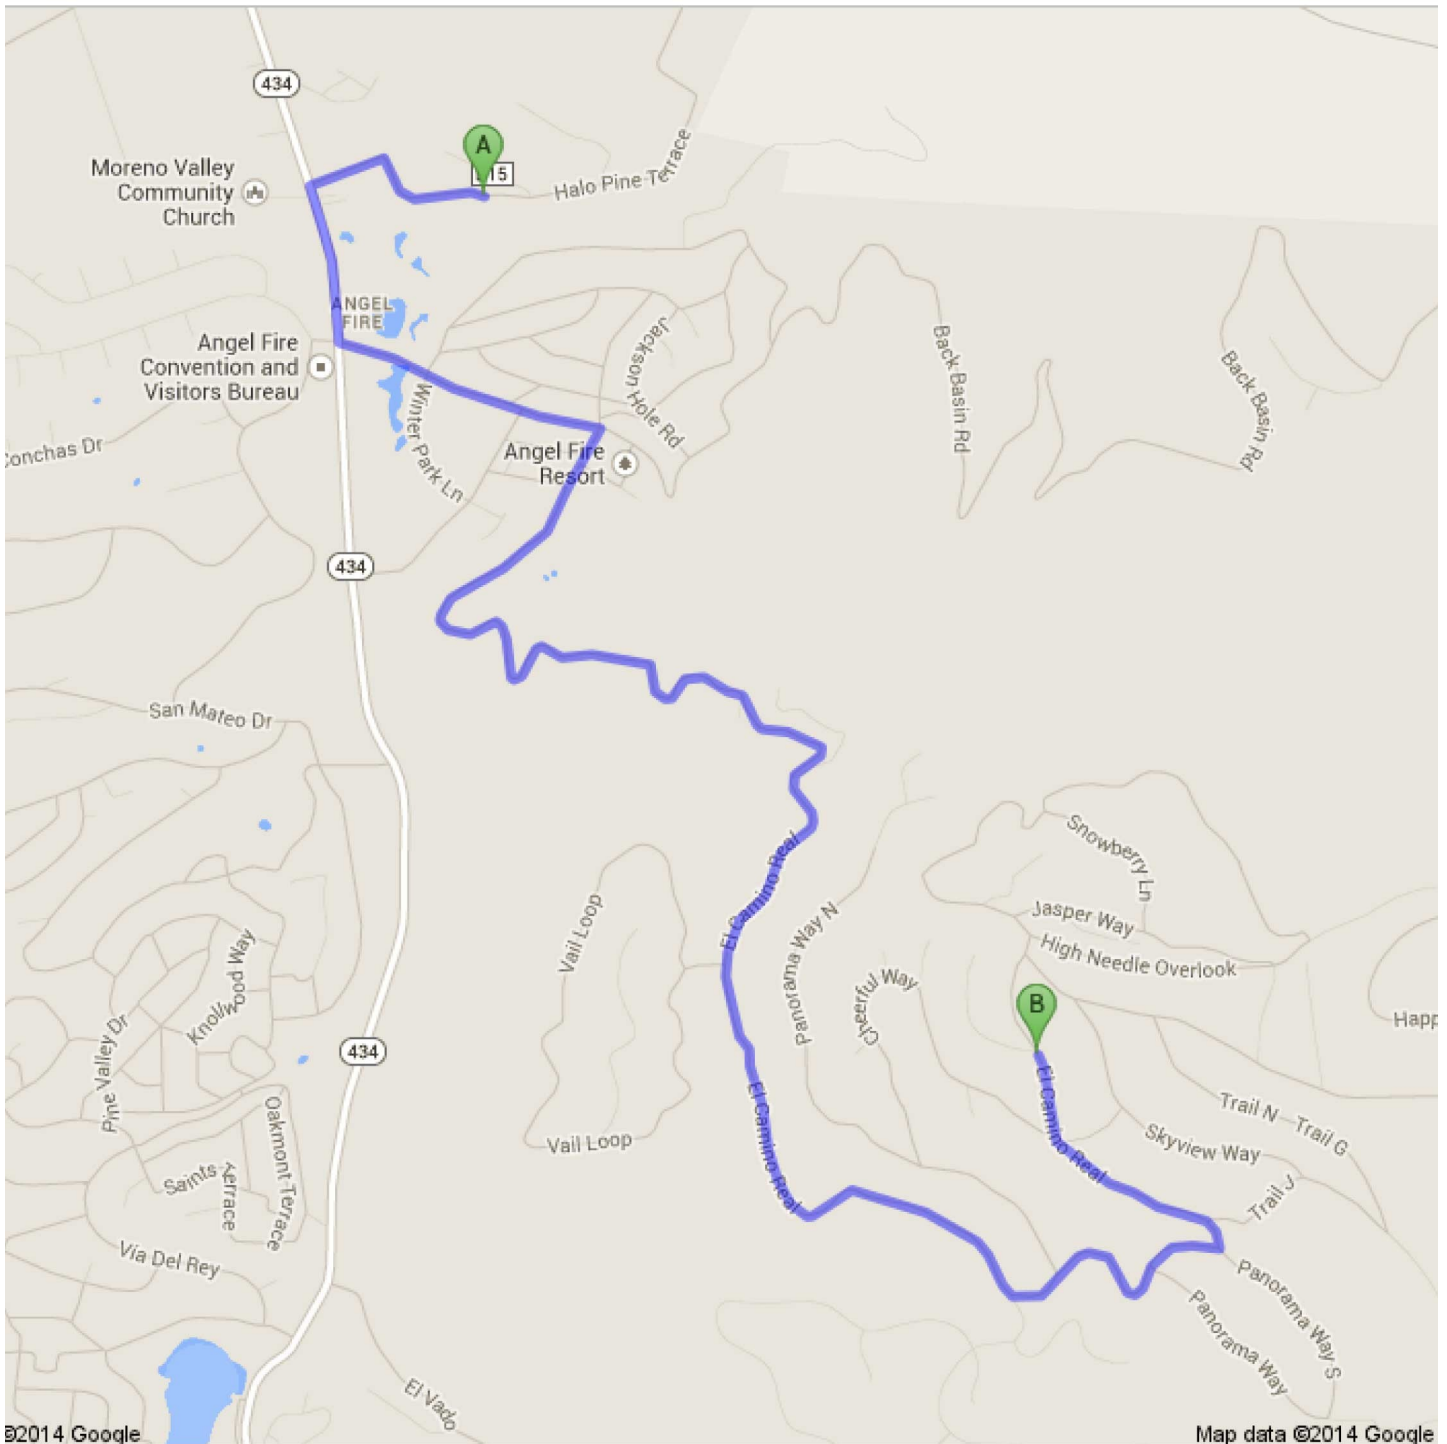 434
A
15
Moreno Valley
Community
Church
Halo Pine Terrace
ANGEL
FIRE
Angel Fire
Convention and
Visitors Bureau
Jackson Hole Rd
Back Basin Rd
Back Basin Rd
Winter Park Ln
Conchas Dr
Angel Fire
Resort
434
San Mateo Dr
Snowberry Ln
El Camino Real
Jasper Way
Vail Loop
Panorama Way N
High Needle Overlook
Knollwood Way
Cheerful Way
B
Happ
Pine Valley Dr
434
El Camino Real
El Camino Real
Trail N
Trail G
Oakmont Terrace
Vail Loop
Skyview Way
Saints Terrace
Trail J
Via Del Rey
Panorama Way S
Panorama Way
El Vado
©2014 Google
Map data ©2014 Google